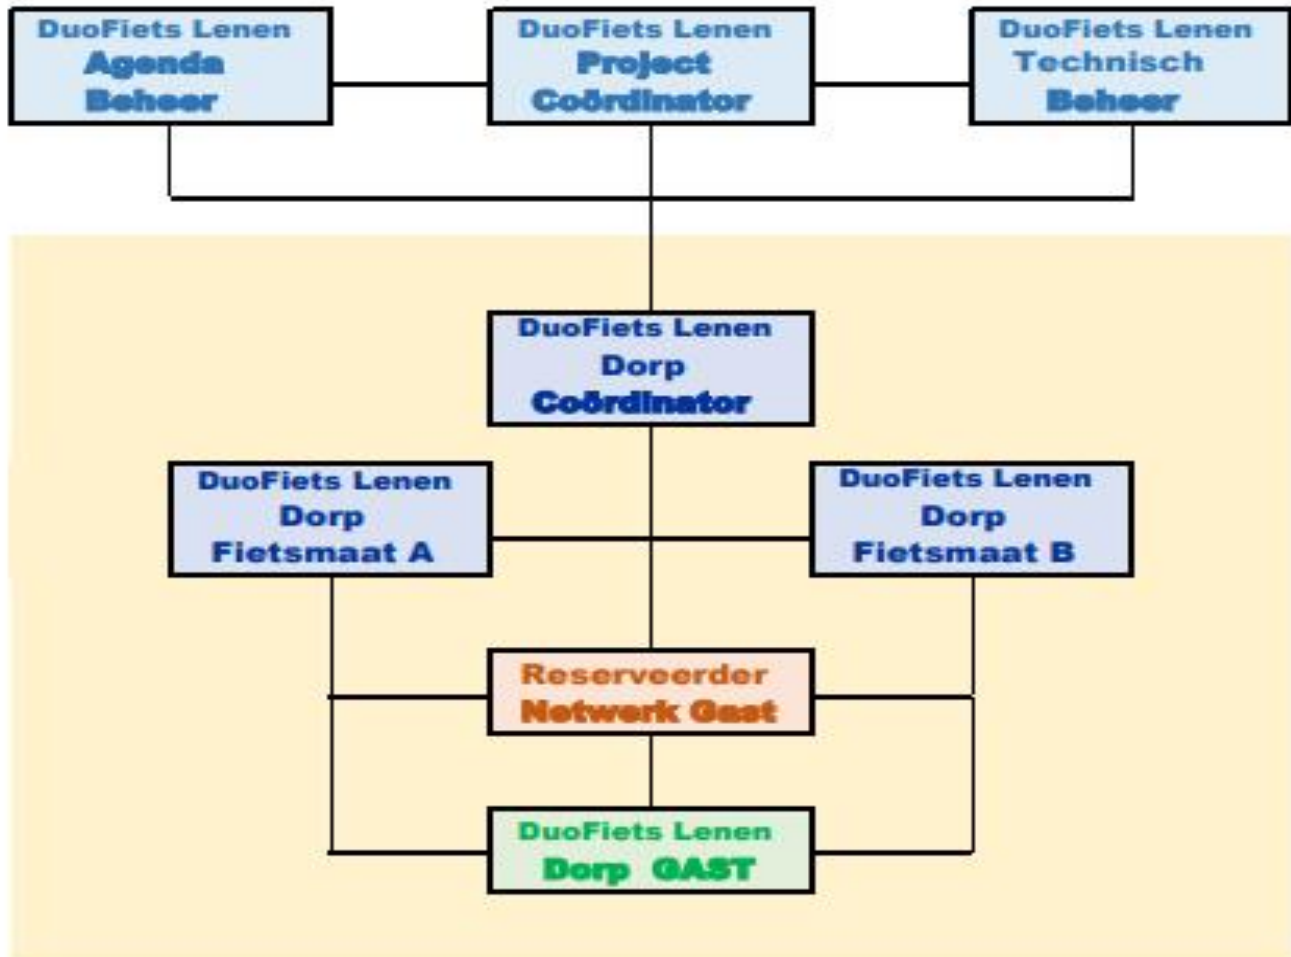 DuoFiets Lenen
Agenda
Beheer
DuoFiets Lenen
Project
Coördinator
DuoFiets Lenen
Technisch
Beheer
DuoFiets Lenen
Dorp
Coördinator
DuoFiets Lenen
Dorp
Fietsmaat A
DuoFiets Lenen
Dorp
Fietsmaat B
Reserveerder
Netwerk Gast
DuoFiets Lenen
Dorp GAST